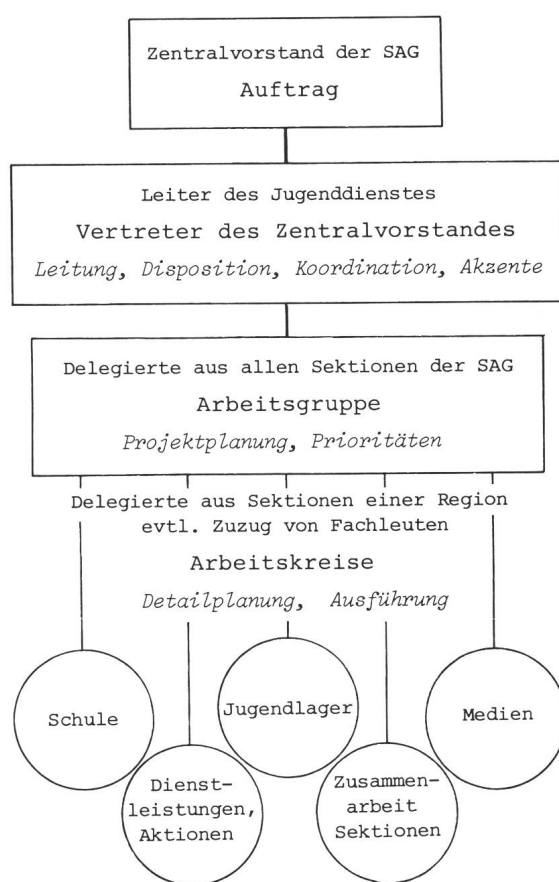 Zentralvorstand der SAG
Auftrag
Leiter des Jugenddienstes
Vertreter des Zentralvorstandes
Leitung, Disposition, Koordination, Akzente
Delegierte aus allen Sektionen der SAG
Arbeitsgruppe
Projektplanung, Prioritäten
Delegierte aus Sektionen einer Region
evtl. Zuzug von Fachleuten
Arbeitskreise
Detailplanung, Ausführung
Schule
Dienst-
leistungen,
Aktionen
Jugendlager
Zusammen-
arbeit
Sektionen
Medien